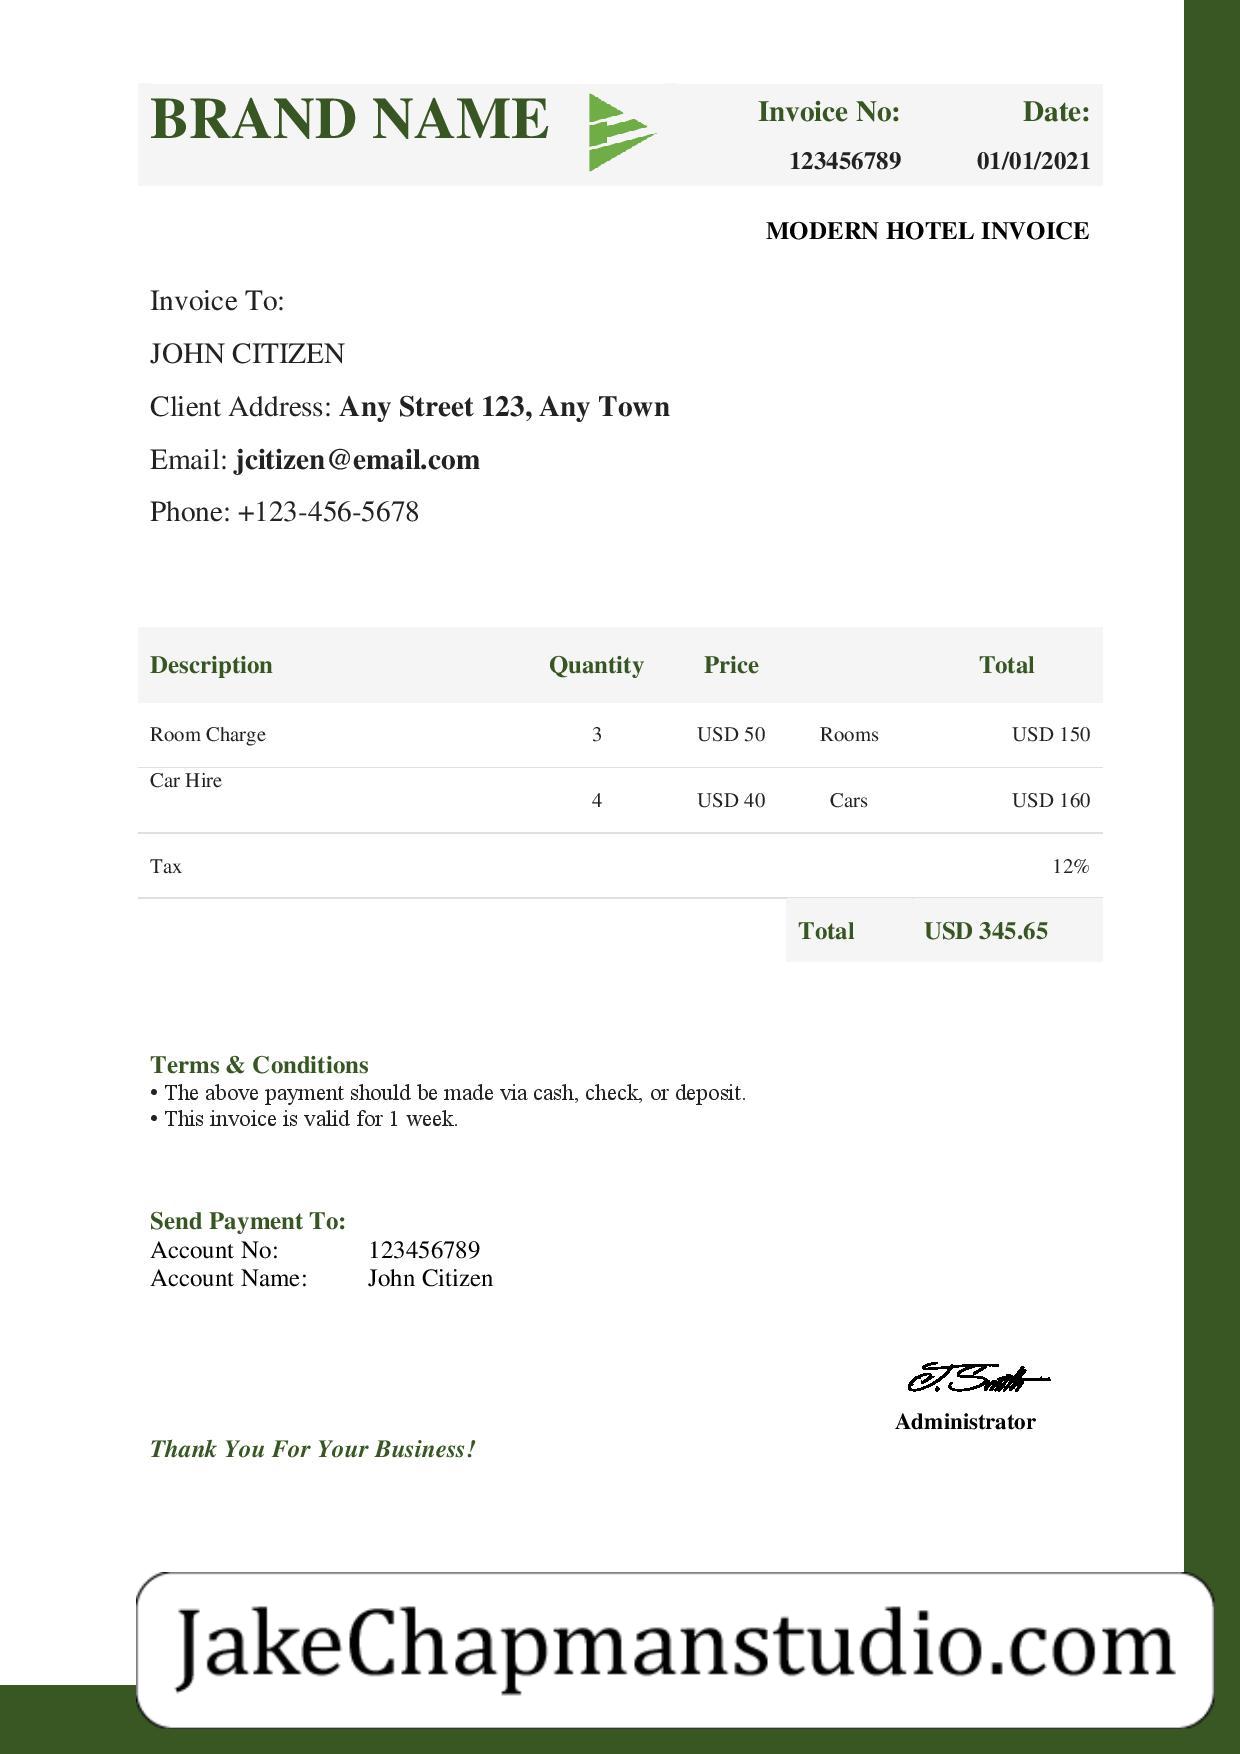 BRAND NAME
Invoice No: Date:
123456789 01/01/2021
MODERN HOTEL INVOICE
Invoice To:
JOHN CITIZEN
Client Address: Any Street 123, Any Town
Email: jcitizen@email.com
Phone: +123-456-5678
Description Quantity Price Total
Room Charge 3 USD 50 Rooms USD 150
Car Hire 4 USD 40 Cars USD 160
Tax 12%
Total USD 345.65
Terms & Conditions
• The above payment should be made via cash, check, or deposit.
• This invoice is valid for 1 week.
Send Payment To:
Account No: 123456789
Account Name: John Citizen
J. Smith
Administrator
Thank You For Your Business!
JakeChapmanstudio.com